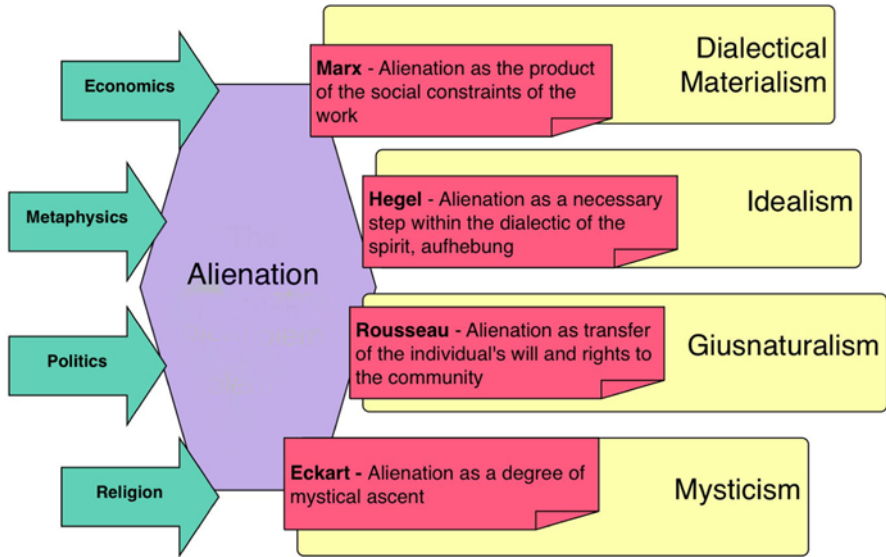 Economics
Marx - Alienation as the product
of the social constraints of the
work
Dialectical
Materialism
Metaphysics
Hegel - Alienation as a necessary
step within the dialectic of the
spirit, aufhebung
Idealism
Alienation
Politics
Rousseau - Alienation as transfer
of the individual's will and rights to
the community
Giusnaturalism
Religion
Eckart - Alienation as a degree of
mystical ascent
Mysticism